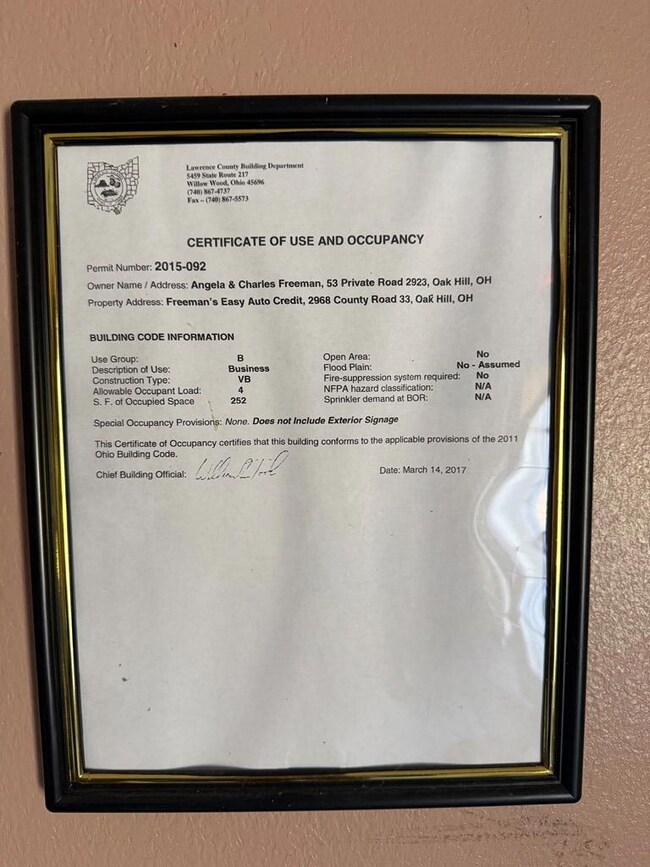 Lawrence County Building Department
5459 State Route 217
Willow Wood, Ohio 45696
(740) 867-4737
Fax – (740) 867-5573
CERTIFICATE OF USE AND OCCUPANCY
Permit Number: 2015-092
Owner Name / Address: Angela & Charles Freeman, 53 Private Road 2923, Oak Hill, OH
Property Address: Freeman's Easy Auto Credit, 2968 County Road 33, Oak Hill, OH
BUILDING CODE INFORMATION
Use Group: B Open Area: No
Description of Use: Business Flood Plain: No - Assumed
Construction Type: VB Fire-suppression system required: No
Allowable Occupant Load: 4 NFPA hazard classification: N/A
S. F. of Occupied Space 252 Sprinkler demand at BOR: N/A
Special Occupancy Provisions: None. Does not Include Exterior Signage
This Certificate of Occupancy certifies that this building conforms to the applicable provisions of the 2011
Ohio Building Code.
Chief Building Official: Date: March 14, 2017